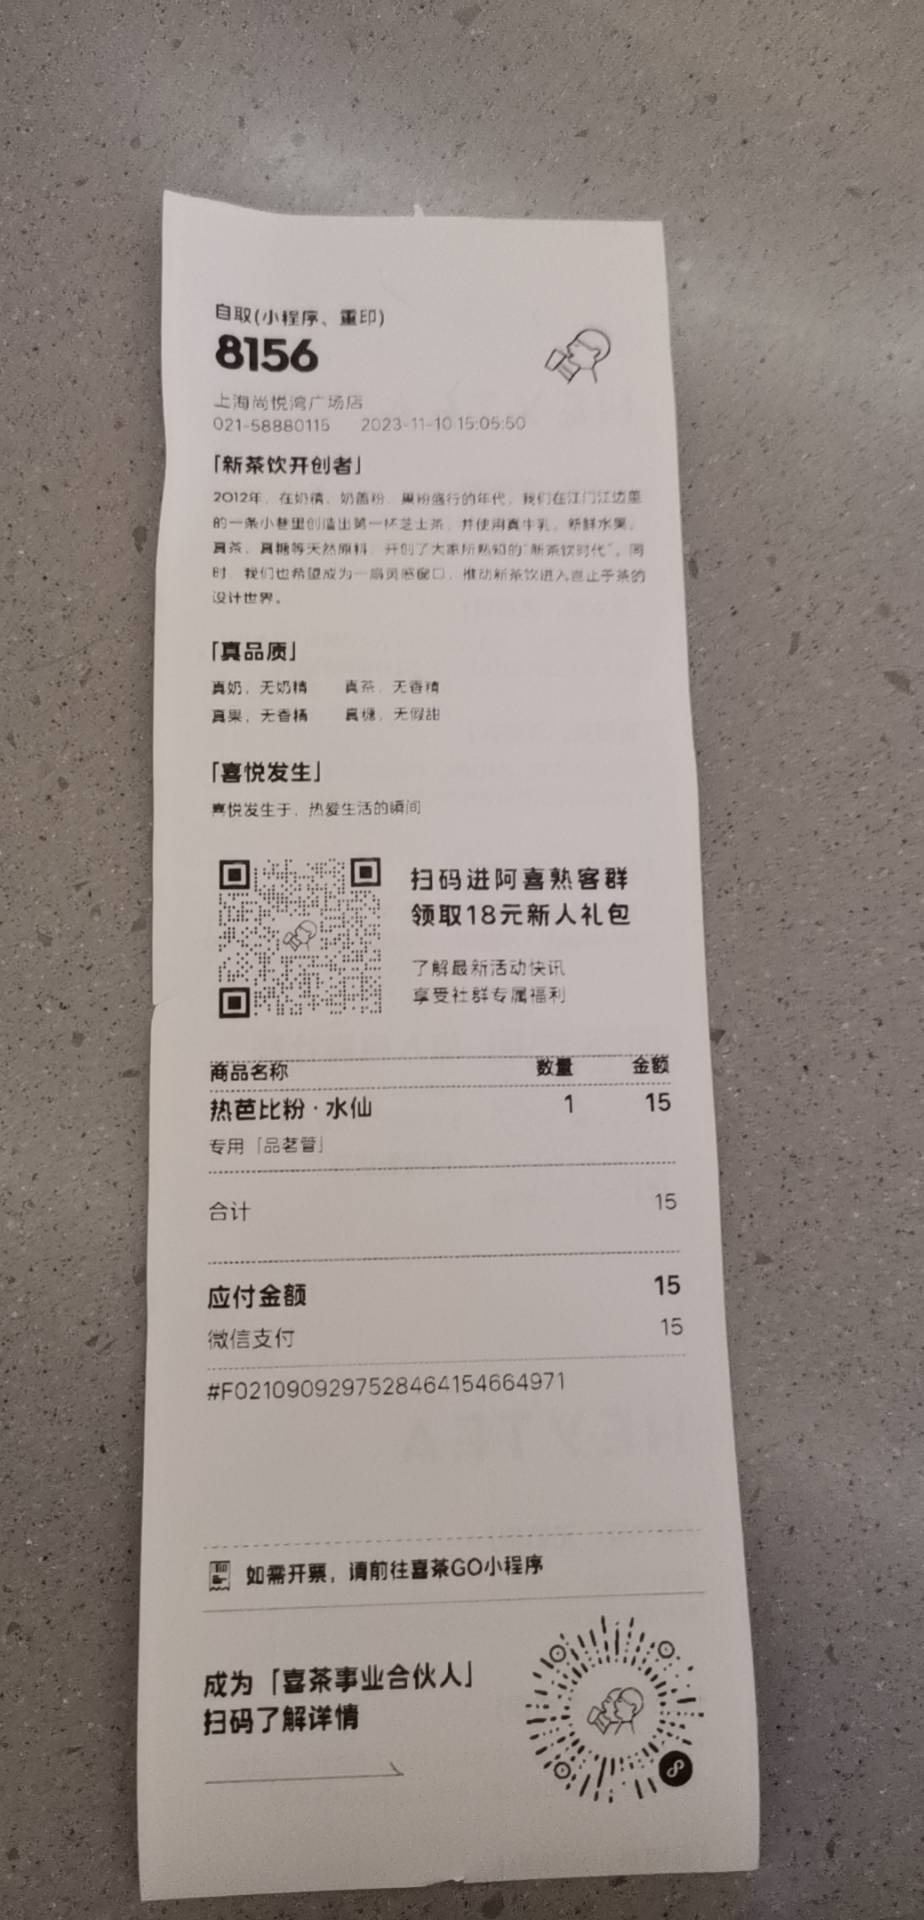 自取(小程序、重印)
8156
上海尚悦湾广场店
021-58880115 2023-11-10 15:05:50
「新茶饮开创者」
2012年，在奶精、奶盖粉、果粉盛行的年代，我们在江门江边里
的一条小巷里创造出第一杯芝士茶，并使用真牛乳、新鲜水果、
真茶、真糖等天然原料，开创了大家所熟知的“新茶饮时代”。同
时，我们也希望成为一扇灵感窗口，推动新茶饮进入岂止于茶的
设计世界。
「真品质」
真奶，无奶精 真茶，无香精
真果，无香精 真糖，无假甜
「喜悦发生」
喜悦发生于，热爱生活的瞬间
扫码进阿喜熟客群
领取18元新人礼包
了解最新活动快讯
享受社群专属福利
商品名称 数量 金额
热芭比粉·水仙 1 15
专用「品茗管」
合计 15
应付金额 15
微信支付 15
#F0210909297528464154664971
HEYTEA
如需开票，请前往喜茶GO小程序
成为「喜茶事业合伙人」
扫码了解详情